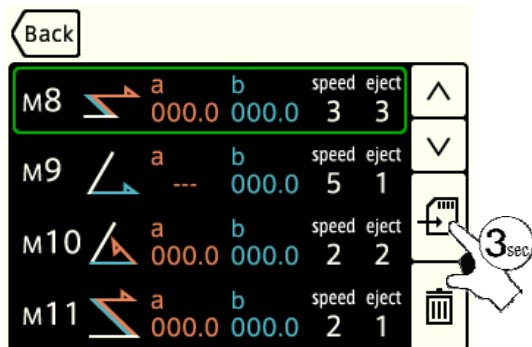 Back
M8 a 000.0 b 000.0 speed 3 eject 3
M9 a --- b 000.0 speed 5 eject 1
M10 a 000.0 b 000.0 speed 2 eject 2
M11 a 000.0 b 000.0 speed 2 eject 1
3sec